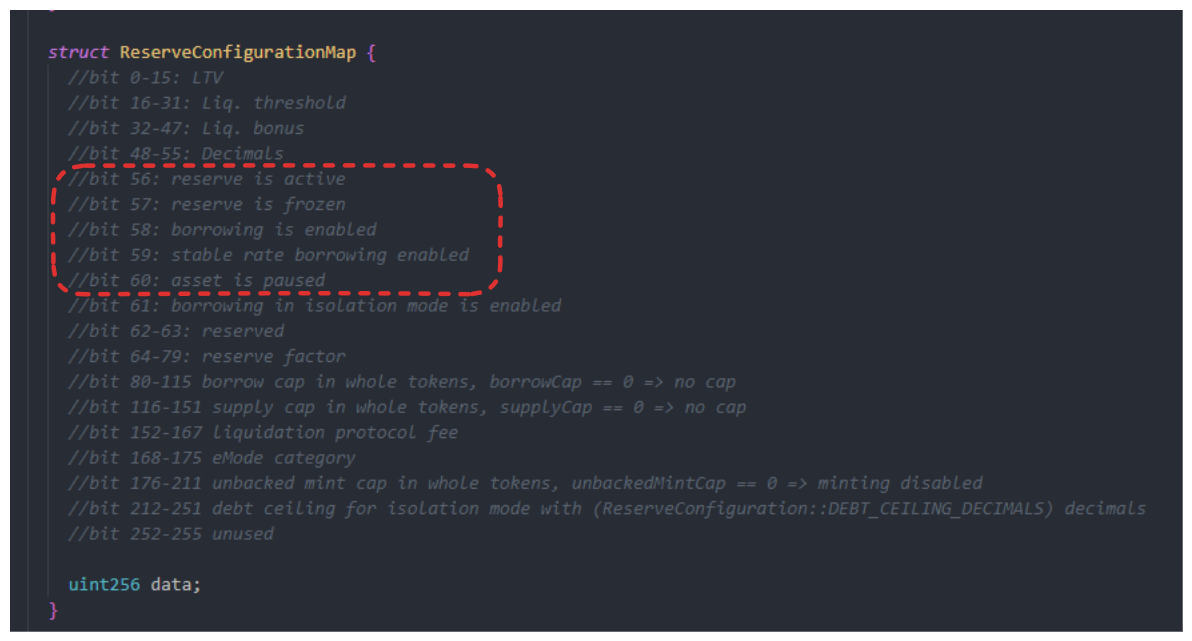 struct ReserveConfigurationMap {
//bit 0-15: LTV
//bit 16-31: Liq. threshold
//bit 32-47: Liq. bonus
//bit 48-55: Decimals
//bit 56: reserve is active
//bit 57: reserve is frozen
//bit 58: borrowing is enabled
//bit 59: stable rate borrowing enabled
//bit 60: asset is paused
//bit 61: borrowing in isolation mode is enabled
//bit 62-63: reserved
//bit 64-79: reserve factor
//bit 80-115 borrow cap in whole tokens, borrowCap == 0 => no cap
//bit 116-151 supply cap in whole tokens, supplyCap == 0 => no cap
//bit 152-167 liquidation protocol fee
//bit 168-175 eMode category
//bit 176-211 unbacked mint cap in whole tokens, unbackedMintCap == 0 => minting disabled
//bit 212-251 debt ceiling for isolation mode with (ReserveConfiguration::DEBT_CEILING_DECIMALS) decimals
//bit 252-255 unused
uint256 data;
}